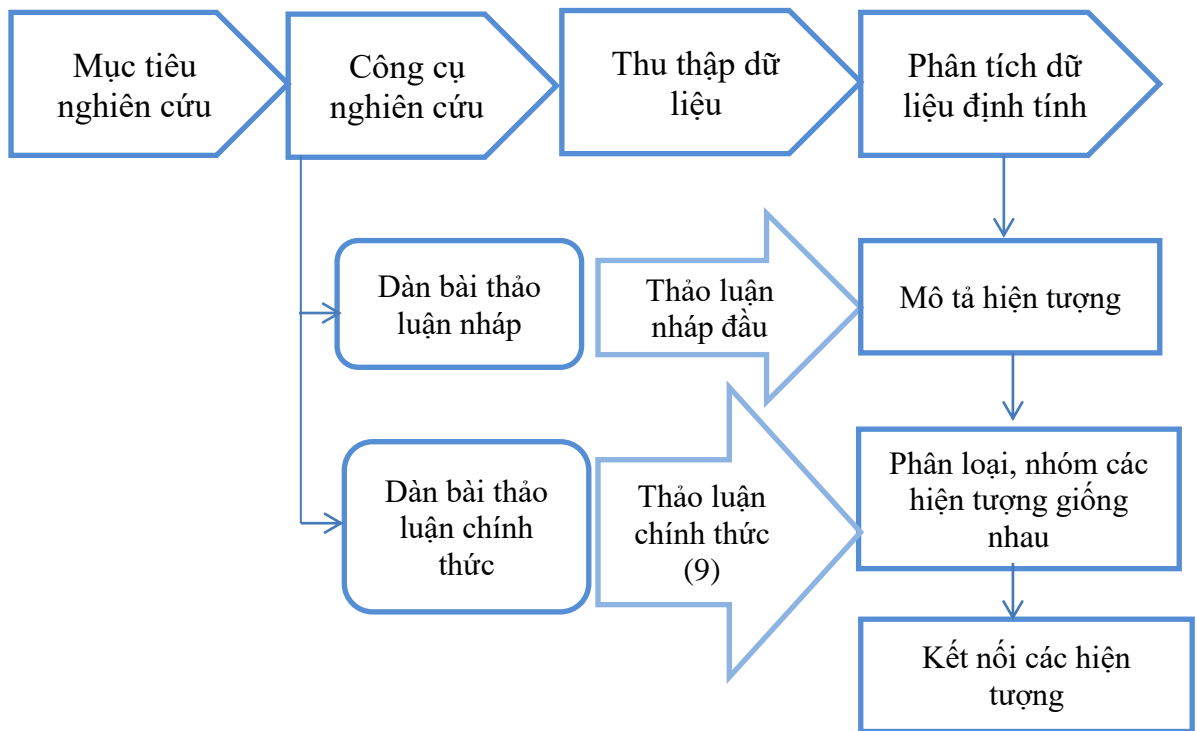 Mục tiêu
nghiên cứu
Công cụ
nghiên cứu
Thu thập dữ
liệu
Phân tích dữ
liệu định tính
Dàn bài thảo
luận nháp
Thảo luận
nháp đầu
Mô tả hiện tượng
Dàn bài thảo
luận chính
thức
Thảo luận
chính thức
(9)
Phân loại, nhóm các
hiện tượng giống
nhau
Kết nối các hiện
tượng